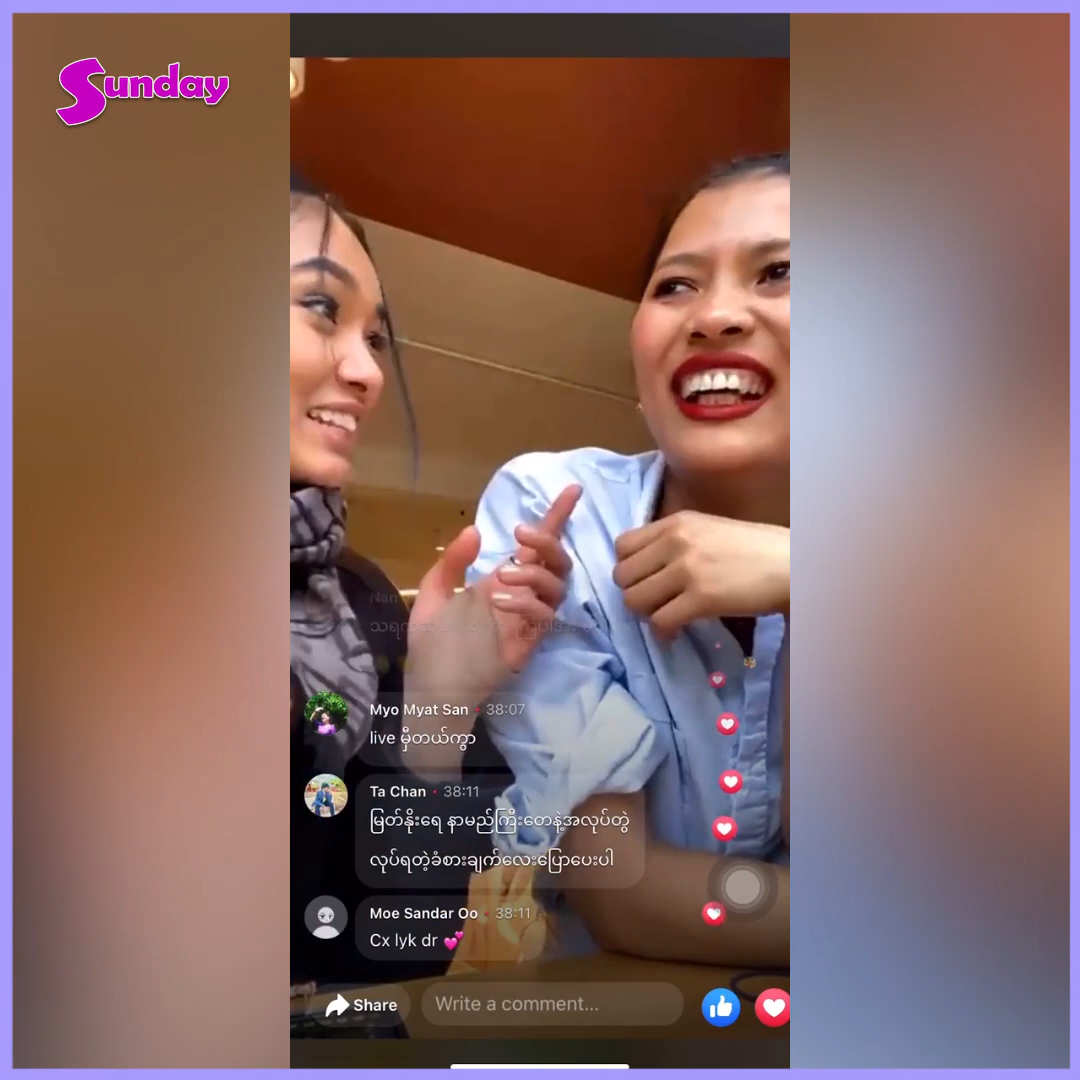 Sunday
Nan
Myo Myat San • 38:07
live မှီတယ်ကွာ
Ta Chan • 38:11
မြတ်နိုးရေ နာမည်ကြီးတေနဲ့အလုပ်တွဲ
လုပ်ရတဲ့ခံစားချက်လေးပြောပေးပါ
Moe Sandar Oo • 38:11
Cx lyk dr 💕
Share
Write a comment...